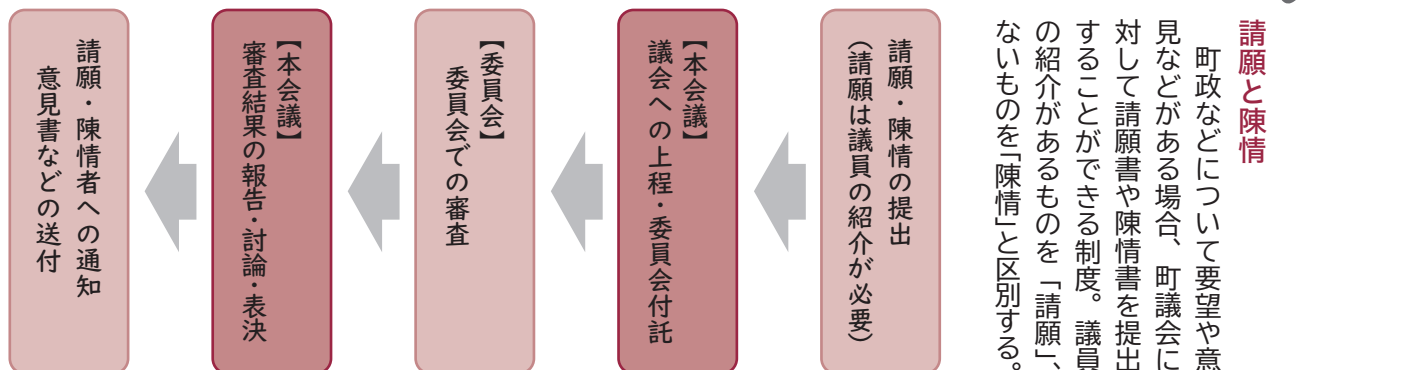 請願と陳情
町政などについて要望や意
見などがある場合、町議会に
対して請願書や陳情書を提出
することができる制度。議員
の紹介があるものを「請願」、
ないものを「陳情」と区別する。
請願・陳情の提出
（請願は議員の紹介が必要）
【本会議】
議会への上程・委員会付託
【委員会】
委員会での審査
【本会議】
審査結果の報告・討論・表決
請願・陳情者への通知
意見書などの送付